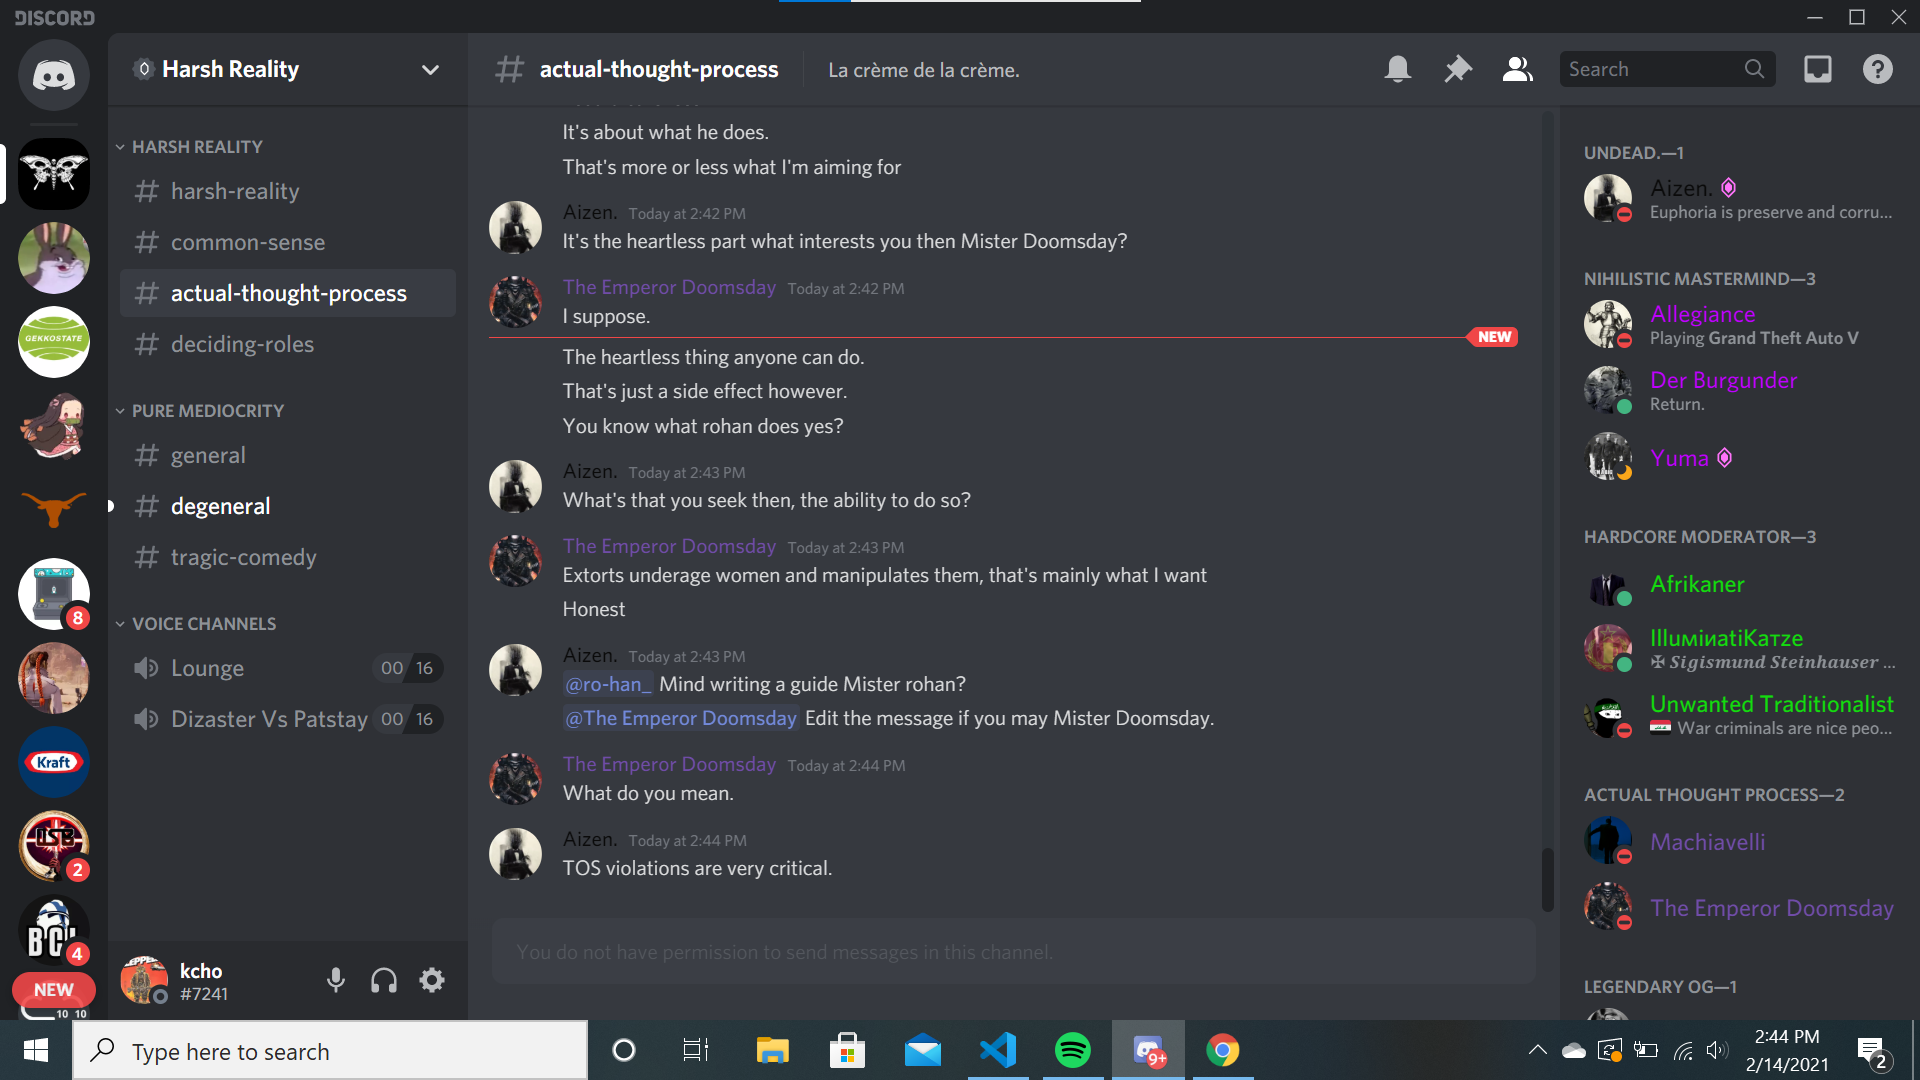 DISCORD
Harsh Reality
actual-thought-process
La crème de la crème.
Search
HARSH REALITY
harsh-reality
common-sense
actual-thought-process
deciding-roles
PURE MEDIOCRITY
general
degeneral
tragic-comedy
VOICE CHANNELS
Lounge
00 16
Dizaster Vs Patstay
00 16
GEKKOSTATE
8
Kraft
USB
2
BCU
4
NEW
10 10
kcho
#7241
It's about what he does.
That's more or less what I'm aiming for
Aizen. Today at 2:42 PM
It's the heartless part what interests you then Mister Doomsday?
The Emperor Doomsday Today at 2:42 PM
I suppose.
NEW
The heartless thing anyone can do.
That's just a side effect however.
You know what rohan does yes?
Aizen. Today at 2:43 PM
What's that you seek then, the ability to do so?
The Emperor Doomsday Today at 2:43 PM
Extorts underage women and manipulates them, that's mainly what I want
Honest
Aizen. Today at 2:43 PM
@ro-han_ Mind writing a guide Mister rohan?
@The Emperor Doomsday Edit the message if you may Mister Doomsday.
The Emperor Doomsday Today at 2:44 PM
What do you mean.
Aizen. Today at 2:44 PM
TOS violations are very critical.
You do not have permission to send messages in this channel.
UNDEAD.—1
Aizen.
Euphoria is preserve and corru...
NIHILISTIC MASTERMIND—3
Allegiance
Playing Grand Theft Auto V
Der Burgunder
Return.
Yuma
HARDCORE MODERATOR—3
Afrikaner
IlluмiиatiKaтze
✠ Sigismund Steinhauser ...
Unwanted Traditionalist
War criminals are nice peo...
ACTUAL THOUGHT PROCESS—2
Machiavelli
The Emperor Doomsday
LEGENDARY OG—1
Type here to search
9+
2:44 PM
2/14/2021
2